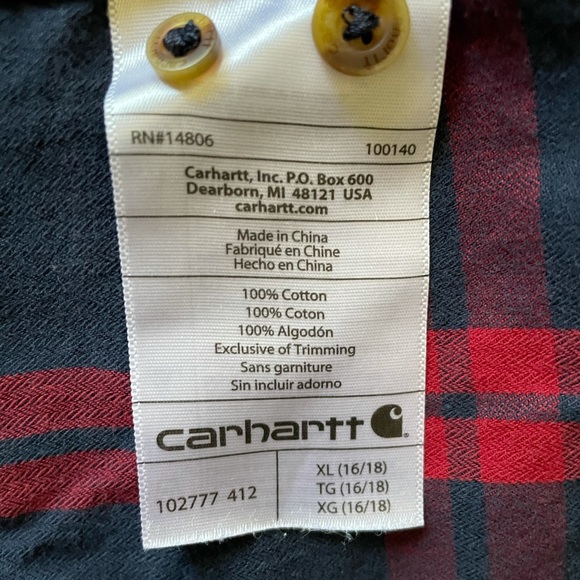 RN#14806 100140
Carhartt, Inc. P.O. Box 600
Dearborn, MI 48121 USA
carhartt.com
Made in China
Fabriqué en Chine
Hecho en China
100% Cotton
100% Coton
100% Algodón
Exclusive of Trimming
Sans garniture
Sin incluir adorno
carhartt
102777 412
XL (16/18)
TG (16/18)
XG (16/18)